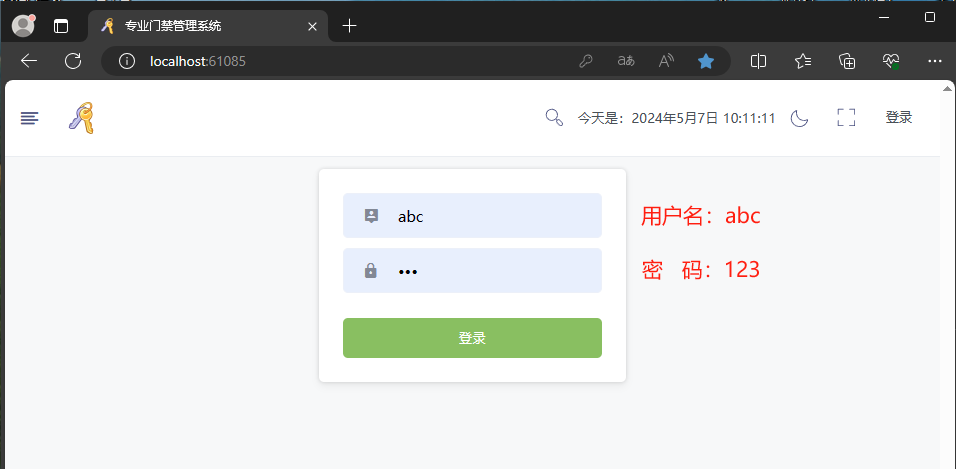 专业门禁管理系统
localhost:61085
今天是：2024年5月7日 10:11:11
登录
abc
•••
登录
用户名：abc
密 码：123